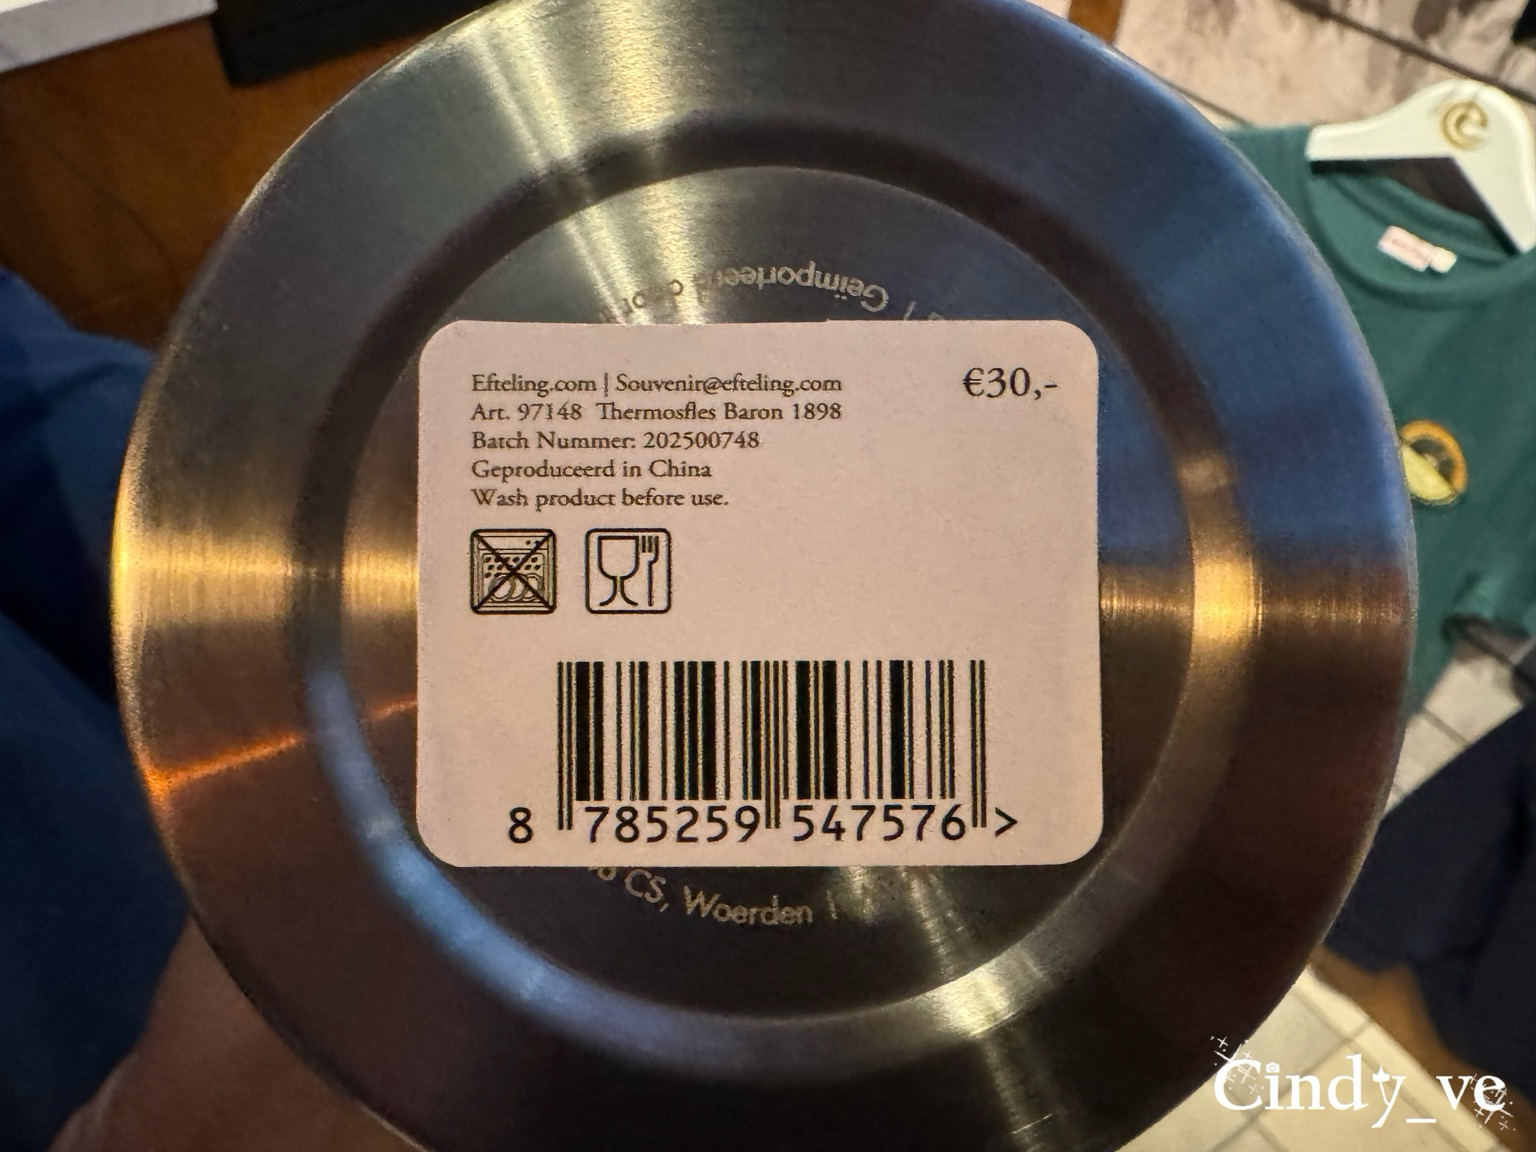 Geïmporteerd
Efteling.com | Souvenir@efteling.com
€30,-
Art. 97148 Thermosfles Baron 1898
Batch Nummer: 202500748
Geproduceerd in China
Wash product before use.
8 785259 547576 >
CS, Woerden |
Cindy_ve